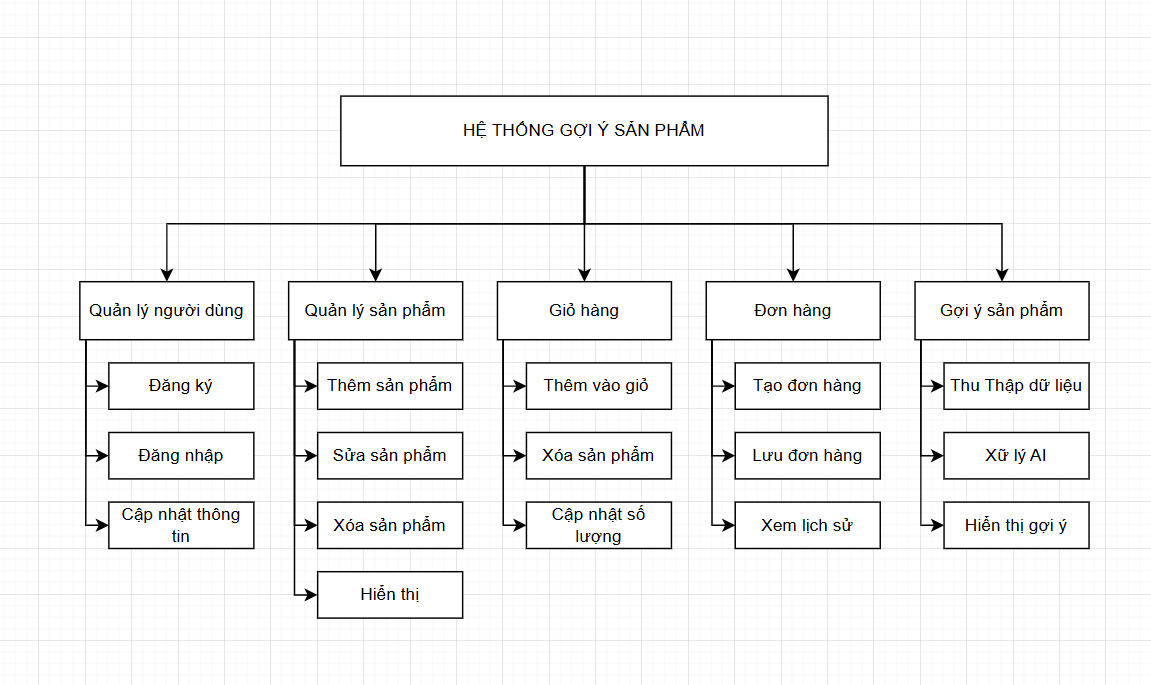 HỆ THỐNG GỢI Ý SẢN PHẨM
Quản lý người dùng
Đăng ký
Đăng nhập
Cập nhật thông
tin
Quản lý sản phẩm
Thêm sản phẩm
Sửa sản phẩm
Xóa sản phẩm
Hiển thị
Giỏ hàng
Thêm vào giỏ
Xóa sản phẩm
Cập nhật số
lượng
Đơn hàng
Tạo đơn hàng
Lưu đơn hàng
Xem lịch sử
Gợi ý sản phẩm
Thu Thập dữ liệu
Xữ lý AI
Hiển thị gợi ý